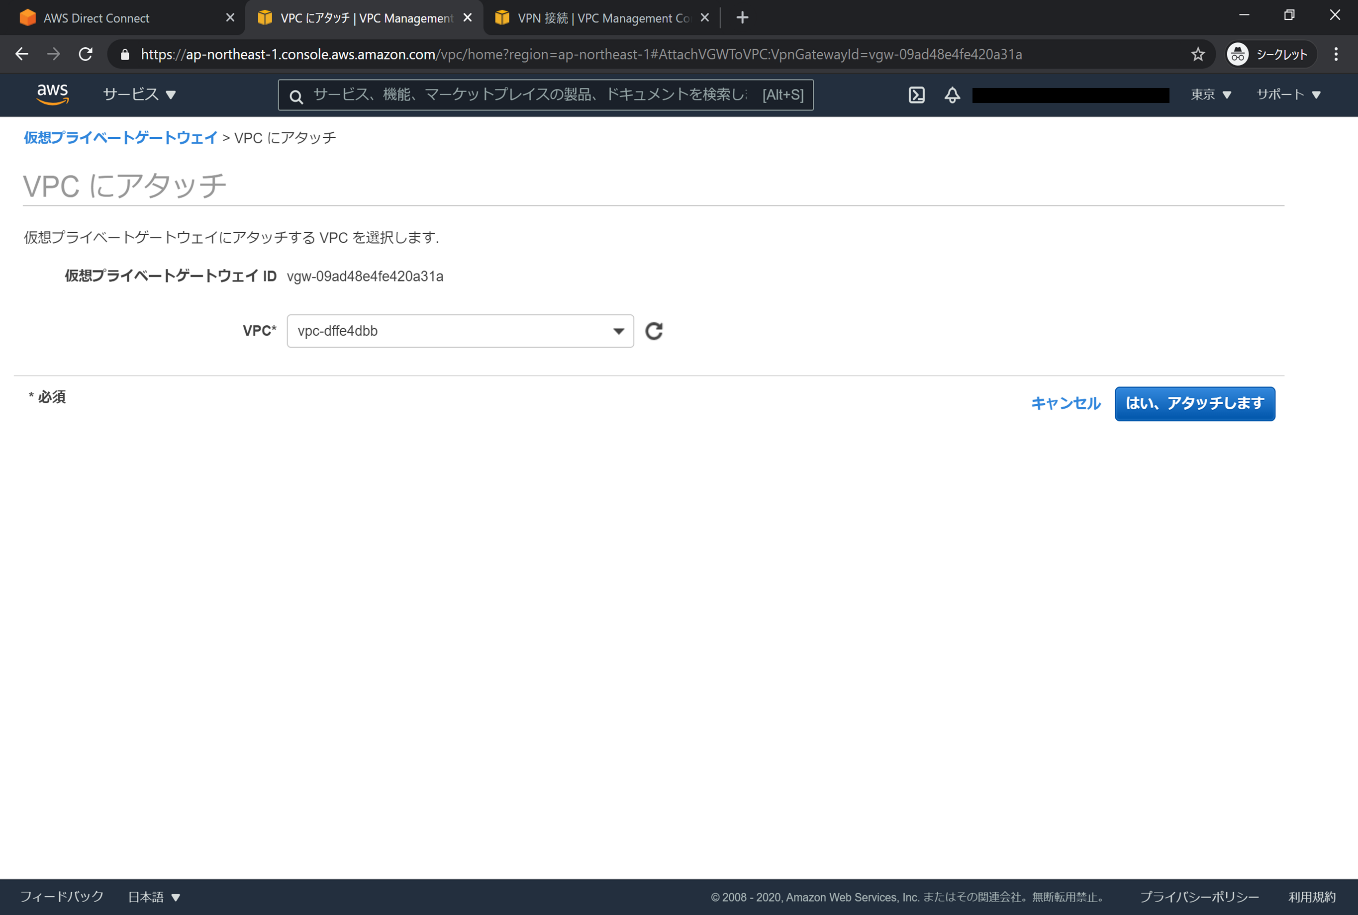 AWS Direct Connect
VPC にアタッチ | VPC Management
VPN 接続 | VPC Management Co
https://ap-northeast-1.console.aws.amazon.com/vpc/home?region=ap-northeast-1#AttachVGWToVPC:VpnGatewayId=vgw-09ad48e4fe420a31a
シークレット
aws
サービス
サービス、機能、マーケットプレイスの製品、ドキュメントを検索し
[Alt+S]
東京
サポート
仮想プライベートゲートウェイ > VPC にアタッチ
VPC にアタッチ
仮想プライベートゲートウェイにアタッチする VPC を選択します.
仮想プライベートゲートウェイ ID vgw-09ad48e4fe420a31a
VPC* vpc-dffe4dbb
* 必須
キャンセル
はい、アタッチします
フィードバック
日本語
© 2008 - 2020, Amazon Web Services, Inc. またはその関連会社。無断転用禁止。
プライバシーポリシー
利用規約